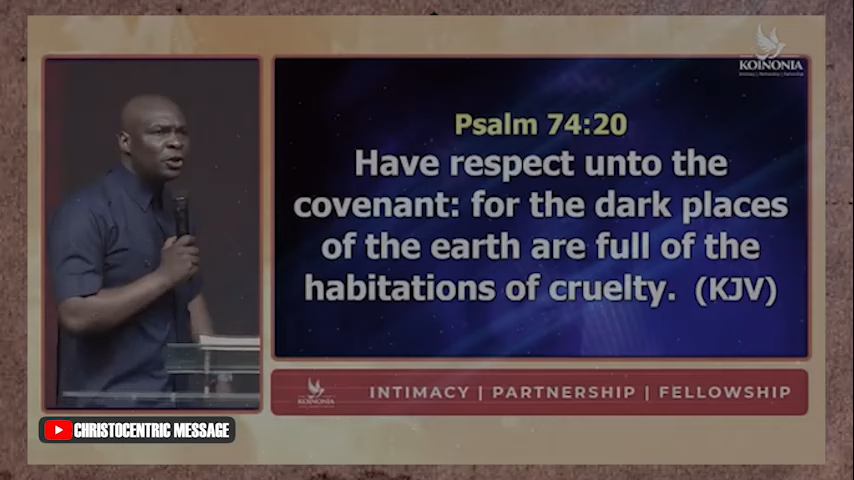 KOINONIA
Psalm 74:20
Have respect unto the
covenant: for the dark places
of the earth are full of the
habitations of cruelty. (KJV)
KOINONIA
INTIMACY | PARTNERSHIP | FELLOWSHIP
CHRISTOCENTRIC MESSAGE